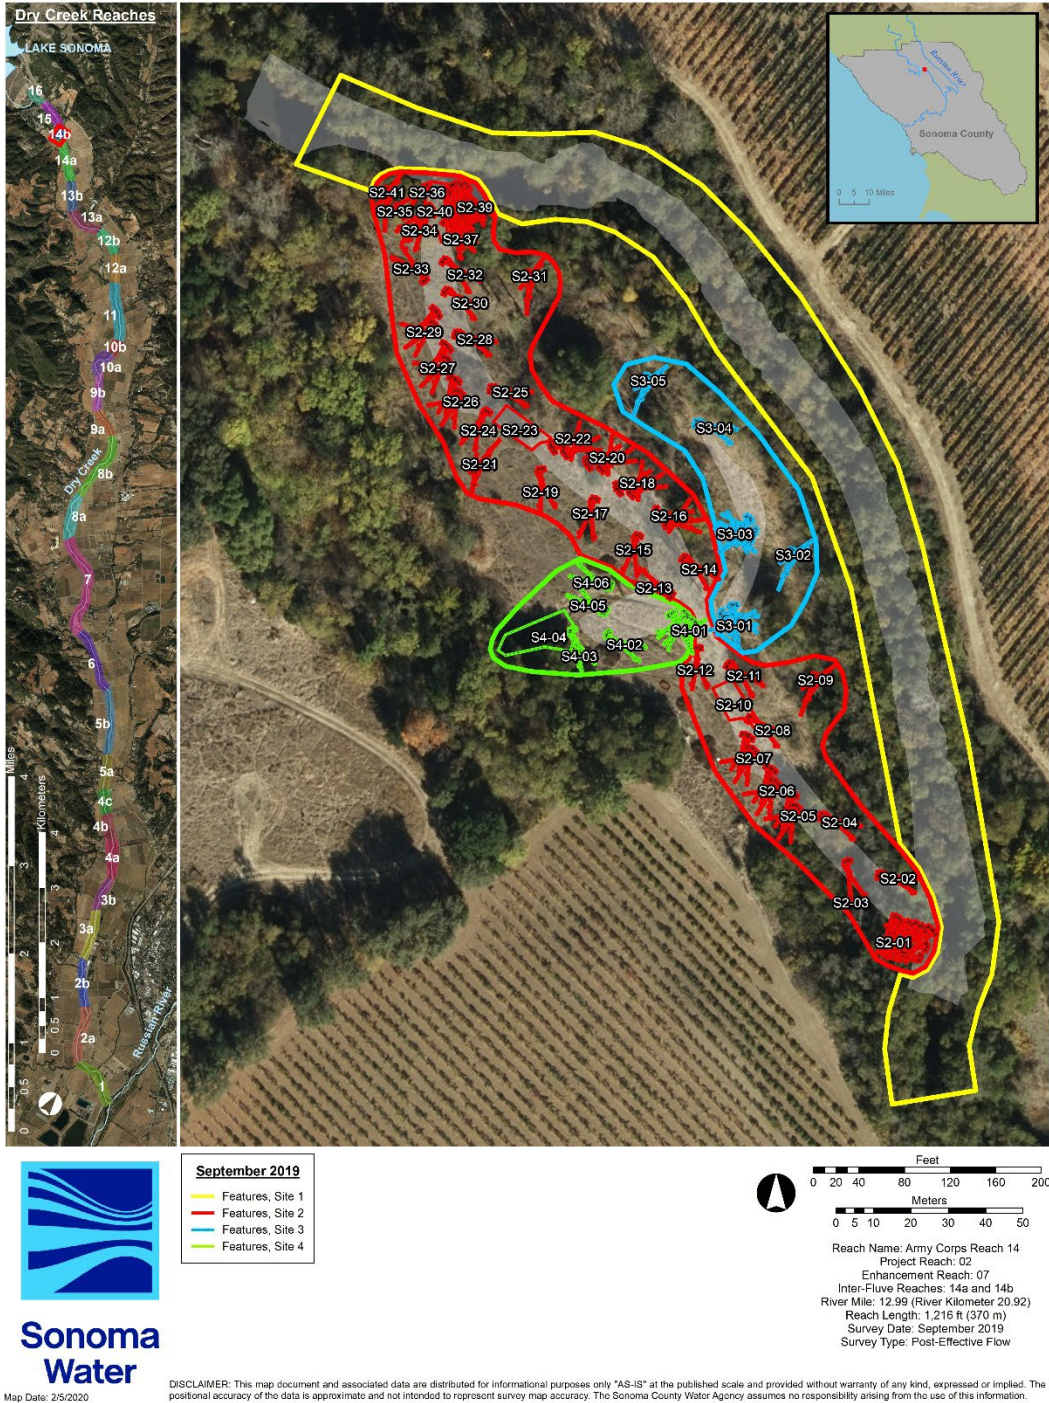 Dry Creek Reaches
LAKE SONOMA
16
15
14b
14a
13b
13a
12b
12a
11
10b
10a
9b
9a
8b
Dry Creek
8a
7
6
5b
5a
4c
4b
4a
3b
3a
2b
2a
1
Russian River
Miles
4
3
2
1
0.5
0
Kilometers
4
3
2
1
0.5
0
Russian River
Sonoma County
0 5 10 Miles
S2-41
S2-36
S2-35
S2-40
S2-39
S2-34
S2-37
S2-33
S2-32
S2-31
S2-30
S2-29
S2-28
S2-27
S2-26
S2-25
S2-24
S2-23
S2-22
S2-21
S2-20
S2-19
S2-18
S2-17
S2-16
S2-15
S2-14
S2-13
S3-05
S3-04
S3-03
S3-02
S3-01
S4-06
S4-05
S4-04
S4-03
S4-02
S4-01
S2-12
S2-11
S2-10
S2-09
S2-08
S2-07
S2-06
S2-05
S2-04
S2-03
S2-02
S2-01
Sonoma
Water
Map Date: 2/5/2020
September 2019
Features, Site 1
Features, Site 2
Features, Site 3
Features, Site 4
Feet
0 20 40 80 120 160 200
Meters
0 5 10 20 30 40 50
Reach Name: Army Corps Reach 14
Project Reach: 02
Enhancement Reach: 07
Inter-Fluve Reaches: 14a and 14b
River Mile: 12.99 (River Kilometer 20.92)
Reach Length: 1,216 ft (370 m)
Survey Date: September 2019
Survey Type: Post-Effective Flow
DISCLAIMER: This map document and associated data are distributed for informational purposes only "AS-IS" at the published scale and provided without warranty of any kind, expressed or implied. The
positional accuracy of the data is approximate and not intended to represent survey map accuracy. The Sonoma County Water Agency assumes no responsibility arising from the use of this information.